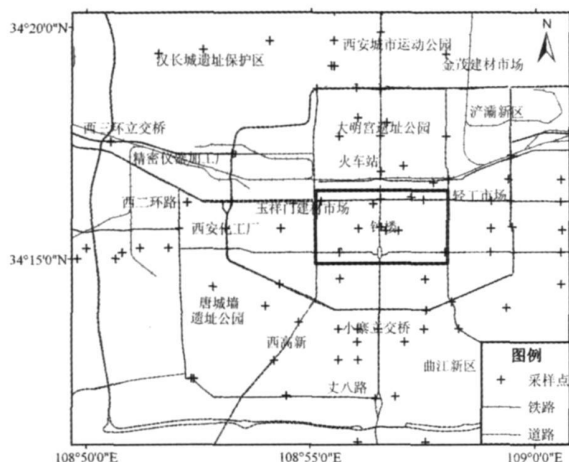 34°20′0″N
N
西安城市运动公园
汉长城遗址保护区
金茂建材市场
浐灞新区
西三环立交桥
大明宫遗址公园
精密仪器加工厂
火车站
西二环路
玉祥门建材市场
轻工市场
西安化工厂
钟楼
34°15′0″N
唐城墙
遗址公园
小寨立交桥
西高新
曲江新区
丈八路
图例
采样点
铁路
道路
108°50′0″E
108°55′0″E
109°0′0″E